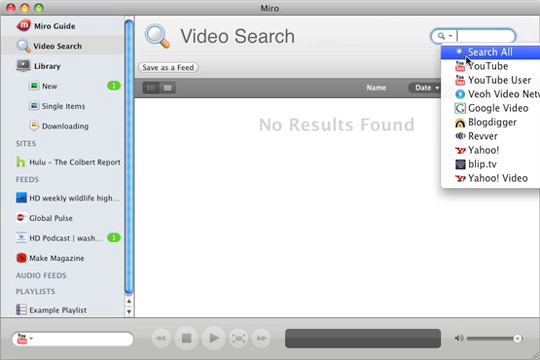 Miro
Miro Guide
Video Search
Library
New
1
Single Items
Downloading
SITES
Hulu - The Colbert Report
FEEDS
HD weekly wildlife high...
Global Pulse
HD Podcast | wash...
1
Make Magazine
AUDIO FEEDS
PLAYLISTS
Example Playlist
Video Search
Save as a Feed
Name
Date
No Results Found
Search All
YouTube
YouTube User
Veoh Video Netw
Google Video
Blogdigger
Revver
Yahoo!
blip.tv
Yahoo! Video